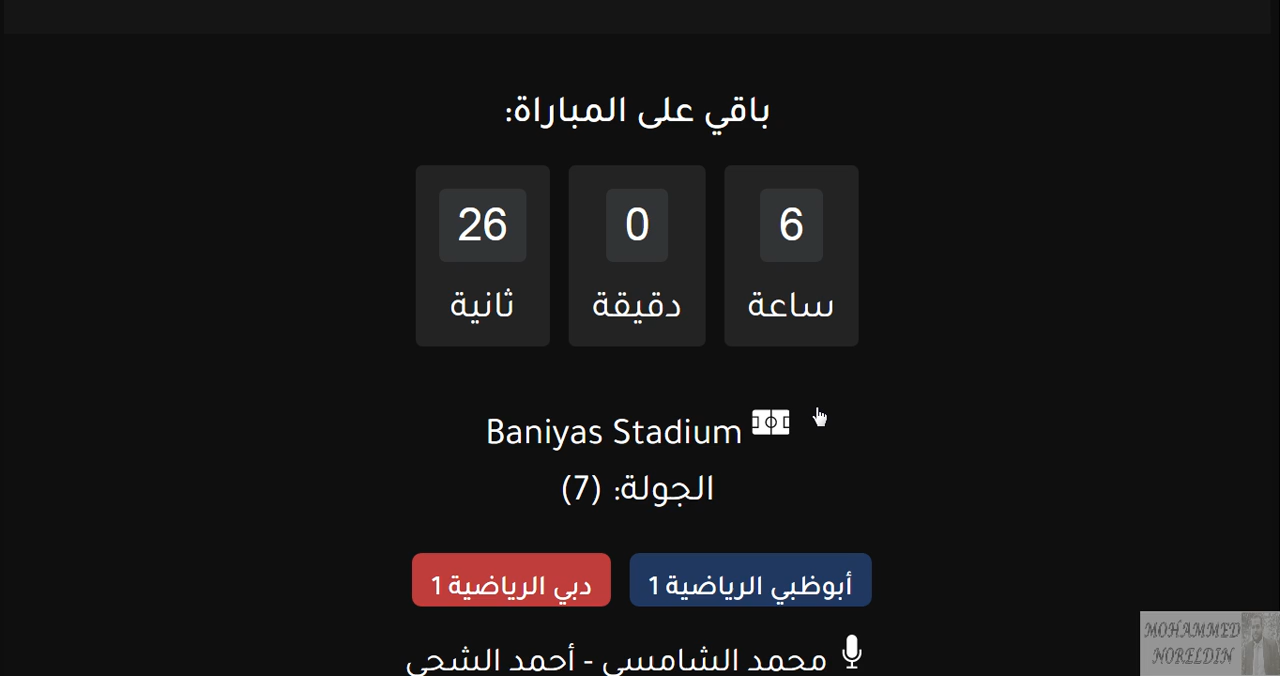 باقي على المباراة:
6 0 26
ساعة دقيقة ثانية
Baniyas Stadium
الجولة: (7)
أبوظبي الرياضية 1 دبي الرياضية 1
محمد الشامسي - أحمد الشحي
MOHAMMED
NORELDIN